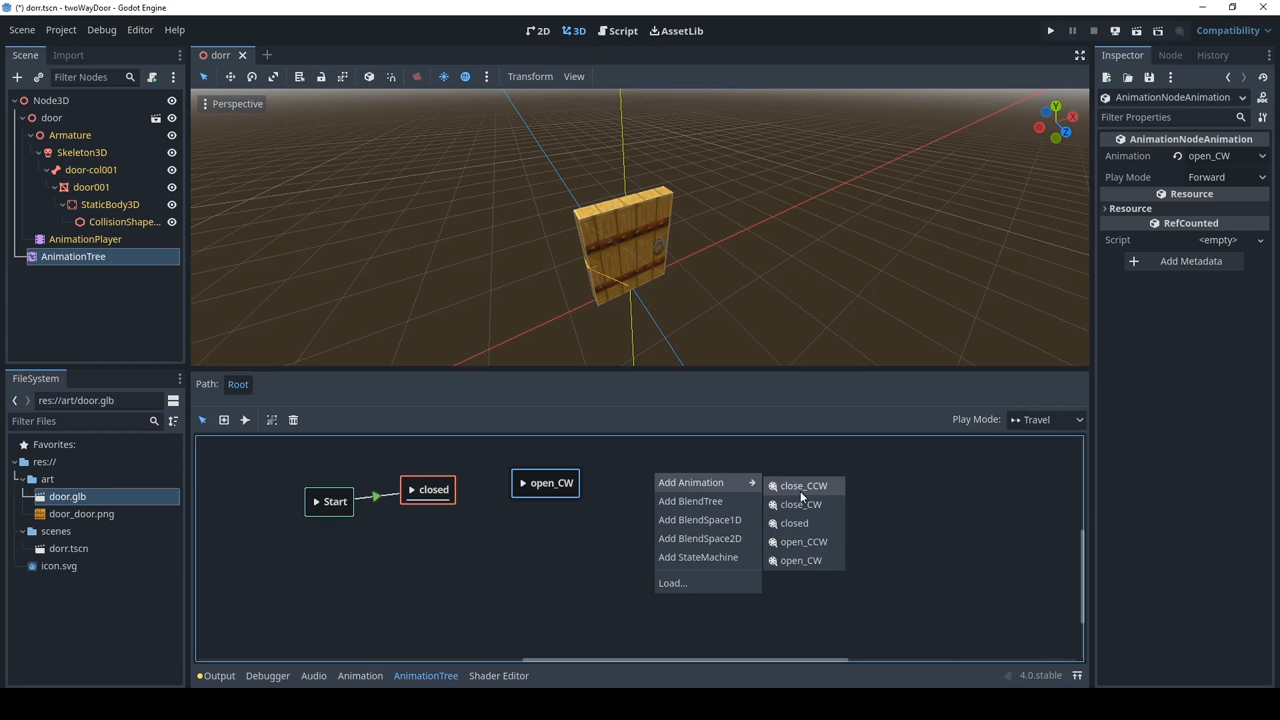 (*) dorr.tscn - twoWayDoor - Godot Engine
Scene Project Debug Editor Help
2D 3D Script AssetLib
Compatibility
Scene Import
dorr
Inspector Node History
Filter Nodes
Transform View
Node3D
door
Armature
Skeleton3D
door-col001
door001
StaticBody3D
CollisionShape...
AnimationPlayer
AnimationTree
Perspective
Y
X
Z
AnimationNodeAnimation
Filter Properties
AnimationNodeAnimation
Animation open_CW
Play Mode Forward
Resource
Resource
RefCounted
Script <empty>
Add Metadata
FileSystem
res://art/door.glb
Filter Files
Favorites:
res://
art
door.glb
door_door.png
scenes
dorr.tscn
icon.svg
Path: Root
Play Mode: Travel
Start
closed
open_CW
Add Animation
Add BlendTree
Add BlendSpace1D
Add BlendSpace2D
Add StateMachine
Load...
close_CCW
close_CW
closed
open_CCW
open_CW
Output Debugger Audio Animation AnimationTree Shader Editor
4.0.stable